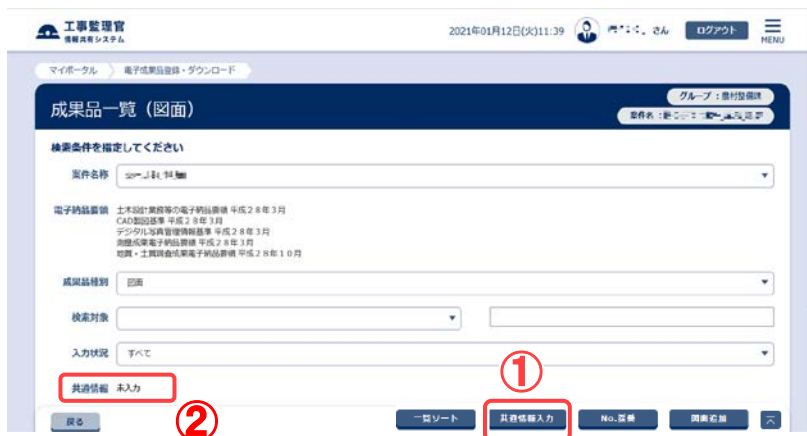 工事監理官
情報共有システム
2021年01月12日(火)11:39
さん
ログアウト
MENU
マイポータル
電子成果品登録・ダウンロード
成果品一覧（図面）
グループ：農村整備課
案件名：
検索条件を指定してください
案件名称
電子納品要領
土木設計業務等の電子納品要領 平成２８年３月
CAD製図基準 平成２８年３月
デジタル写真管理情報基準 平成２８年３月
測量成果電子納品要領 平成２８年３月
地質・土質調査成果電子納品要領 平成２８年１０月
成果品種別
図面
検索対象
入力状況
すべて
①
共通情報 未入力
②
戻る
一覧ソート
共通情報入力
No.採番
図面追加